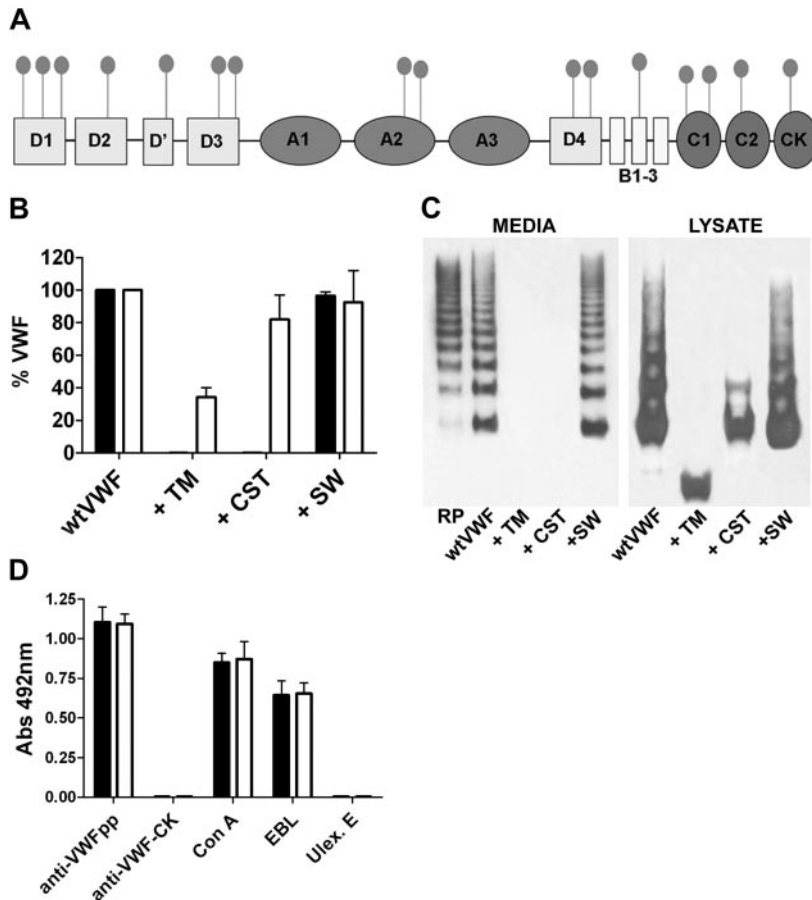 A
D1 D2 D' D3 A1 A2 A3 D4 C1 C2 CK
B1-3
B
% VWF
120
100
80
60
40
20
0
wtVWF + TM + CST + SW
C
MEDIA LYSATE
RP wtVWF + TM + CST +SW wtVWF + TM + CST +SW
D
Abs 492nm
1.25
1.00
0.75
0.50
0.25
0.00
anti-VWFpp anti-VWF-CK Con A EBL Ulex. E